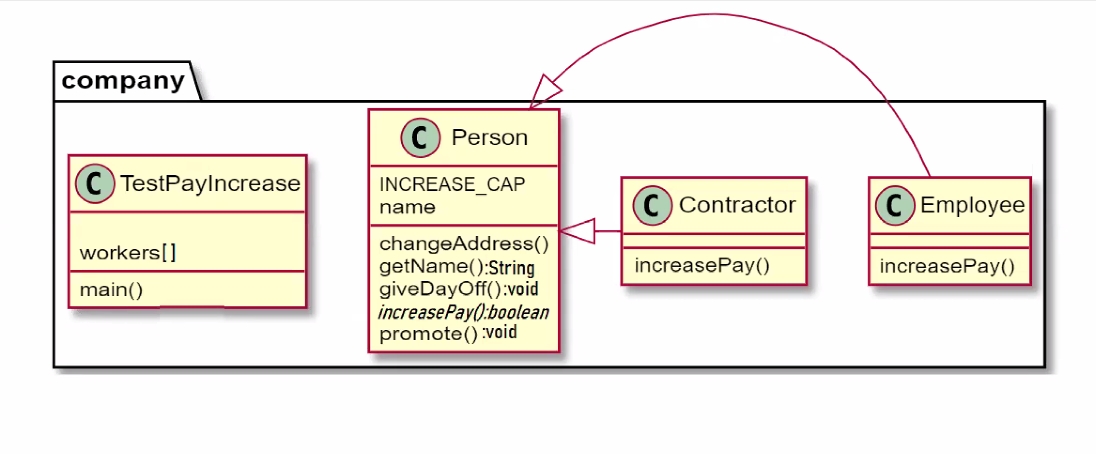 company
C TestPayIncrease
workers[]
main()
C Person
INCREASE_CAP
name
changeAddress()
getName():String
giveDayOff():void
increasePay():boolean
promote():void
C Contractor
increasePay()
C Employee
increasePay()